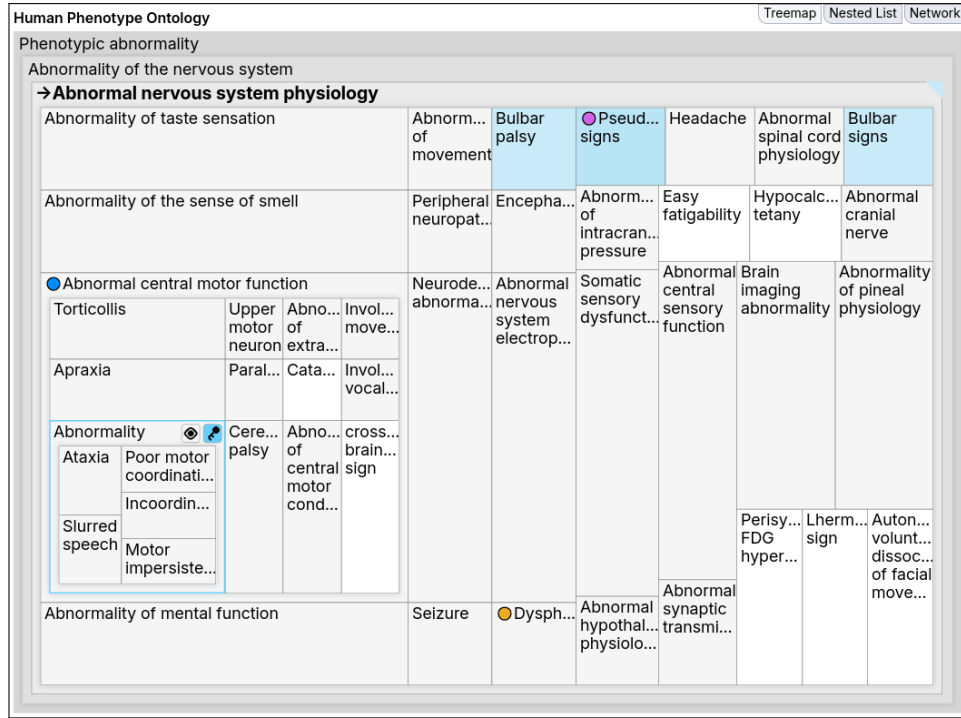 Human Phenotype Ontology
Treemap
Nested List
Network
Phenotypic abnormality
Abnormality of the nervous system
→Abnormal nervous system physiology
Abnormality of taste sensation
Abnorm...
of
movement
Bulbar
palsy
Pseud...
signs
Headache
Abnormal
spinal cord
physiology
Bulbar
signs
Abnormality of the sense of smell
Peripheral
neuropat...
Encepha...
Abnorm...
of
intracran...
pressure
Easy
fatigability
Hypocalc...
tetany
Abnormal
cranial
nerve
Abnormal central motor function
Neurode...
abnorma...
Abnormal
nervous
system
electrop...
Somatic
sensory
dysfunct...
Abnormal
central
sensory
function
Brain
imaging
abnormality
Abnormality
of pineal
physiology
Torticollis
Upper
motor
neuron
Abno...
of
extra...
Invol...
move...
Apraxia
Paral...
Cata...
Invol...
vocal...
Abnormality
Ataxia
Poor motor
coordinati...
Incoordin...
Slurred
speech
Motor
impersiste...
Cere...
palsy
Abno...
of
central
motor
cond...
cross...
brain...
sign
Perisy...
FDG
hyper...
Lherm...
sign
Auton...
volunt...
dissoc...
of facial
move...
Abnormality of mental function
Seizure
Dysph...
Abnormal
hypothal...
physiolo...
Abnormal
synaptic
transmi...